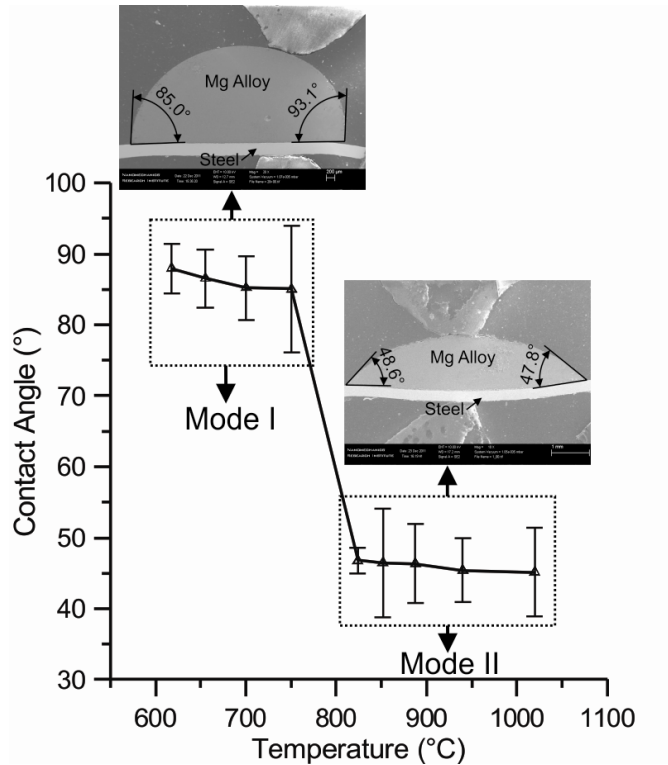 Mg Alloy
85.0°
93.1°
Steel
200 µm
100
90
80
70
60
50
40
30
Contact Angle (°)
Mode I
Mg Alloy
48.6°
47.8°
Steel
1 mm
Mode II
600
700
800
900
1000
1100
Temperature (°C)